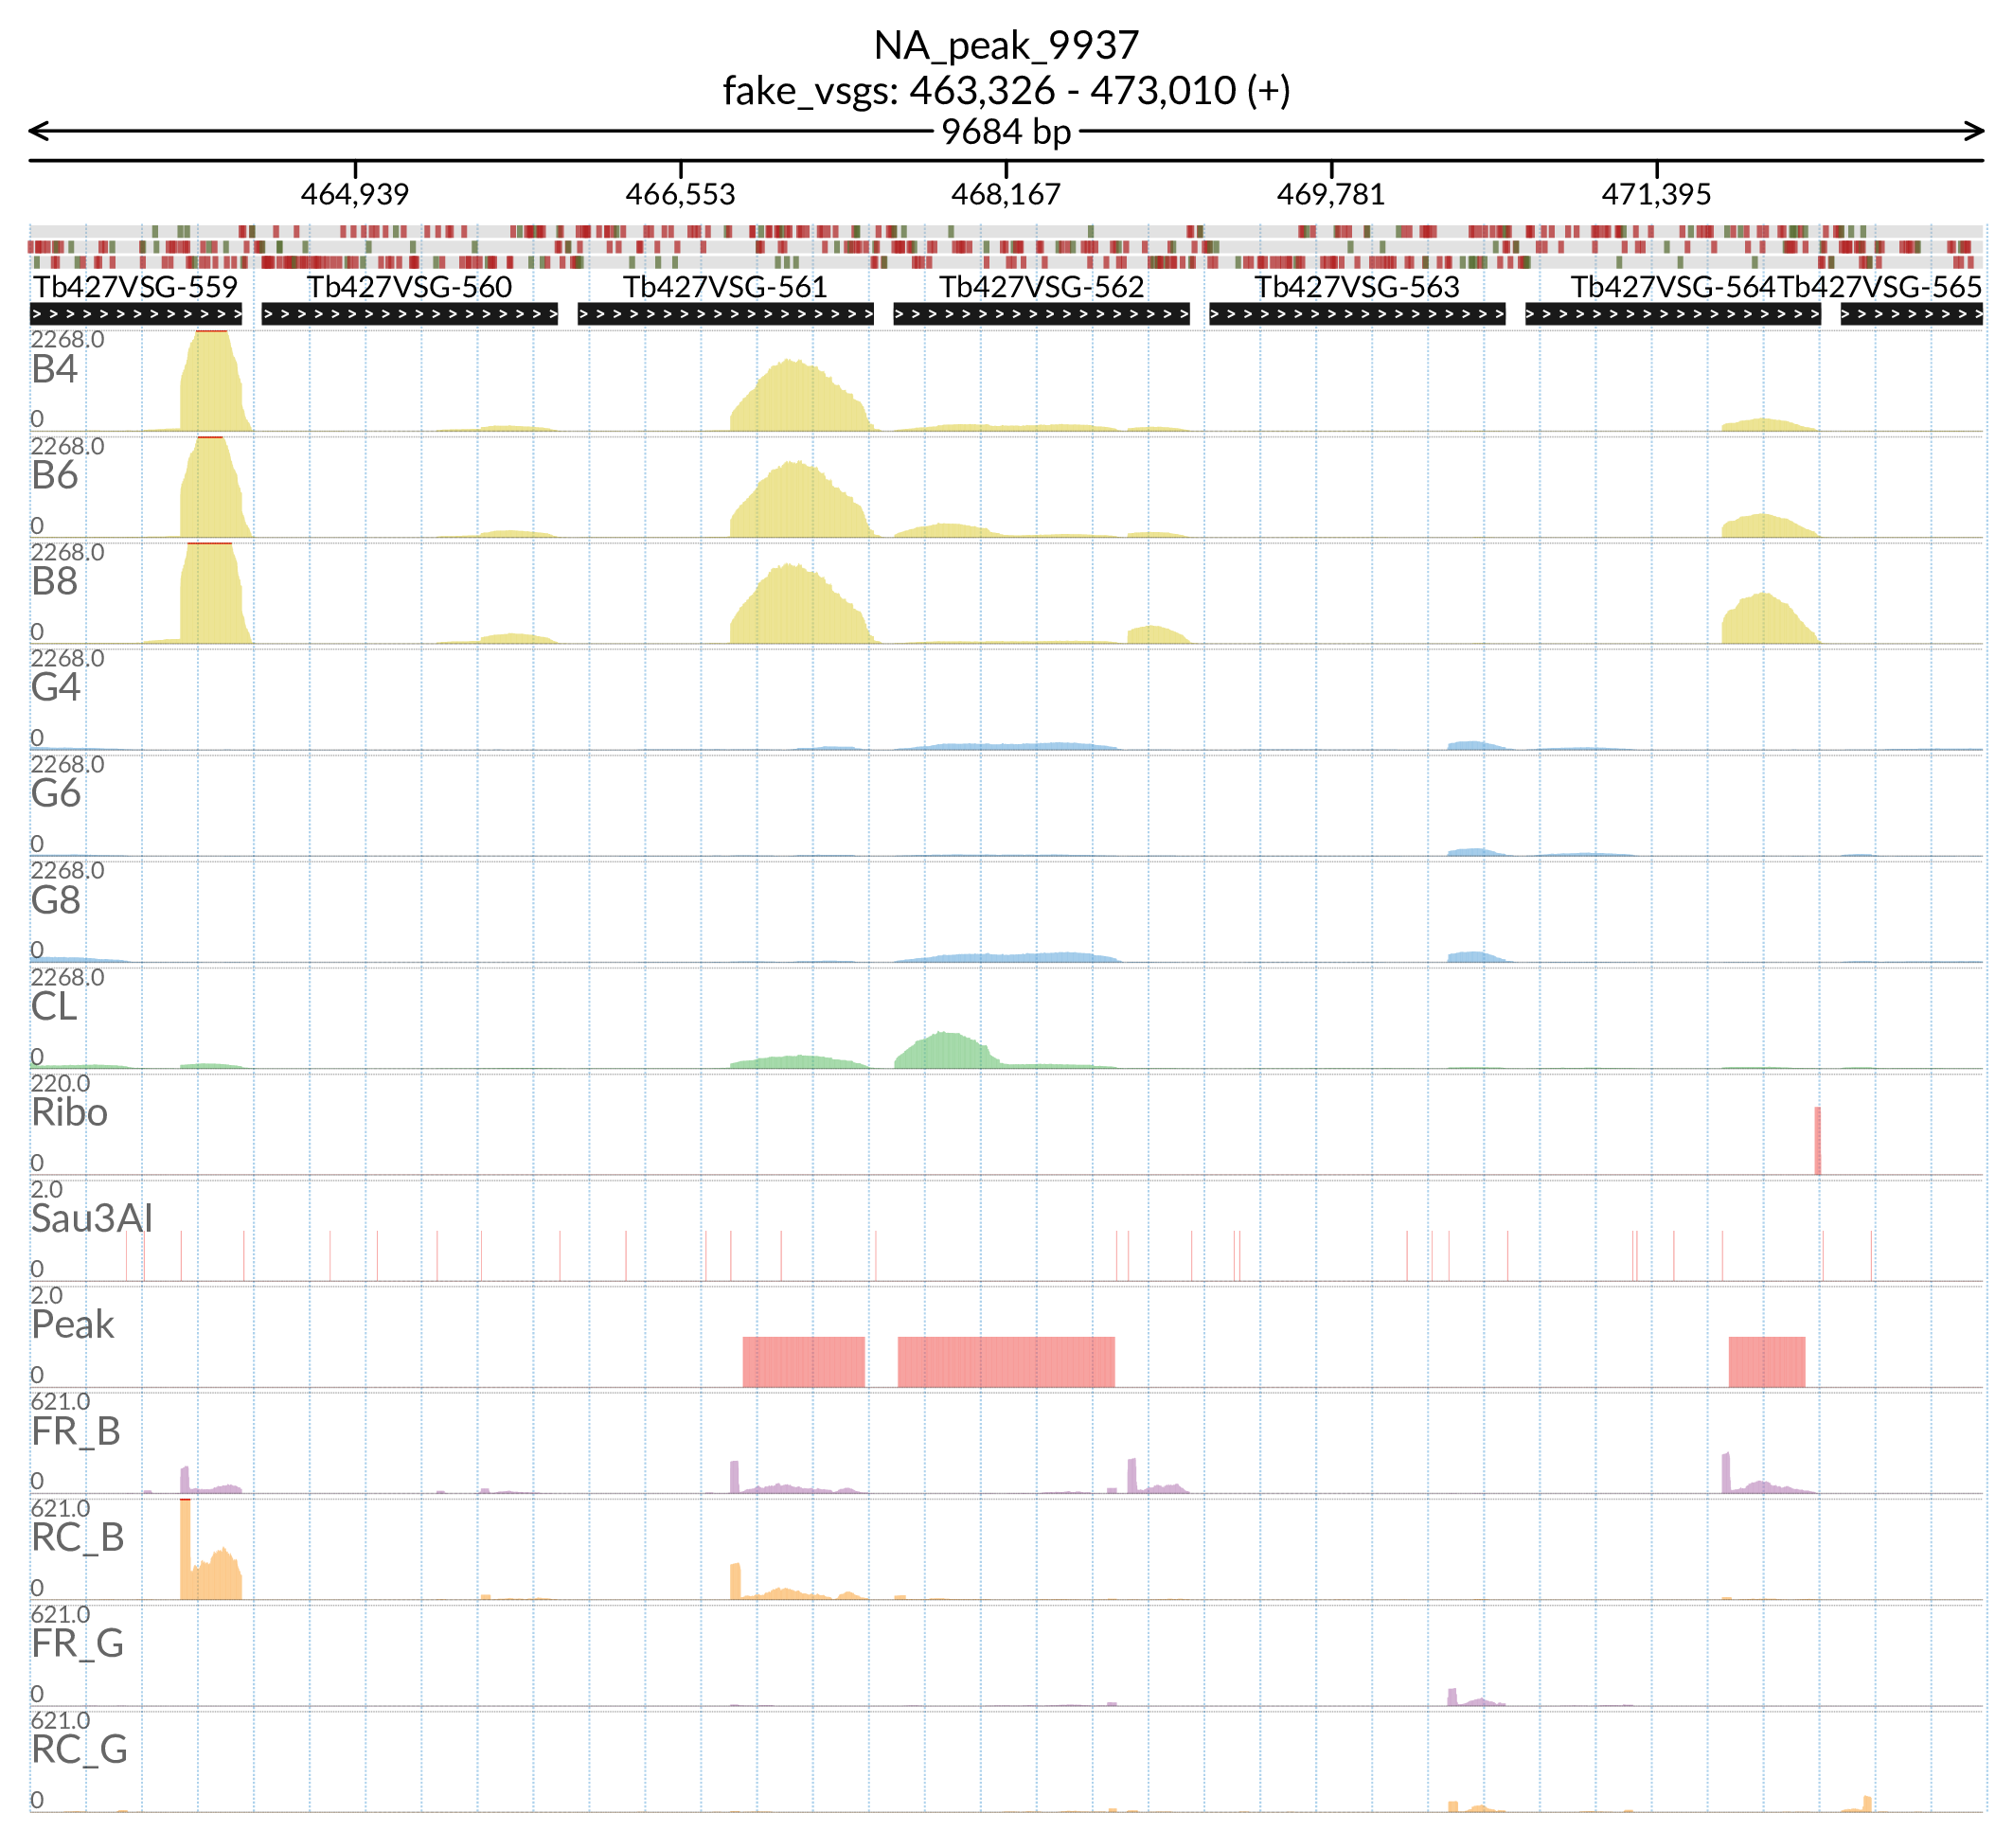 NA_peak_9937
fake_vsgs: 463,326 - 473,010 (+)
9684 bp
464,939 466,553 468,167 469,781 471,395
Tb427VSG-559 Tb427VSG-560 Tb427VSG-561 Tb427VSG-562 Tb427VSG-563 Tb427VSG-564 Tb427VSG-565
2268.0
B4
0
2268.0
B6
0
2268.0
B8
0
2268.0
G4
0
2268.0
G6
0
2268.0
G8
0
2268.0
CL
0
220.0
Ribo
0
2.0
Sau3AI
0
2.0
Peak
0
621.0
FR_B
0
621.0
RC_B
0
621.0
FR_G
0
621.0
RC_G
0